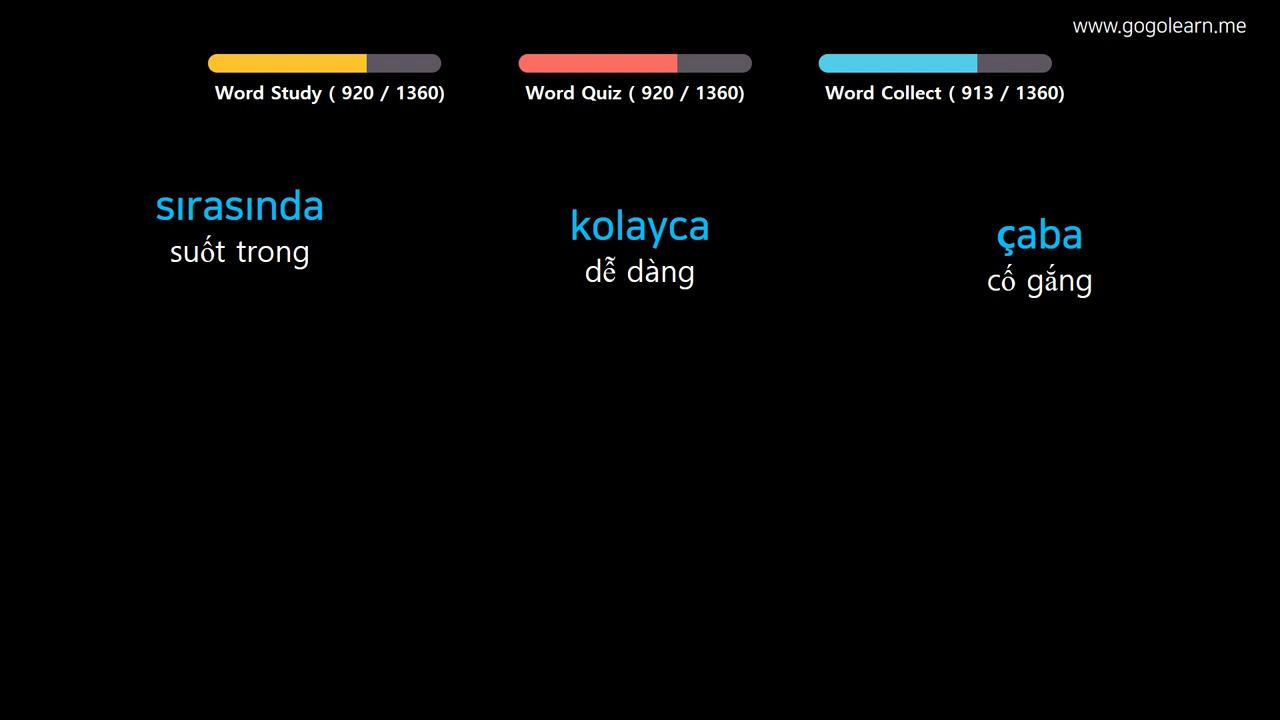 www.gogolearn.me
Word Study ( 920 / 1360)
Word Quiz ( 920 / 1360)
Word Collect ( 913 / 1360)
sırasında
suốt trong
kolayca
dễ dàng
çaba
cố gắng